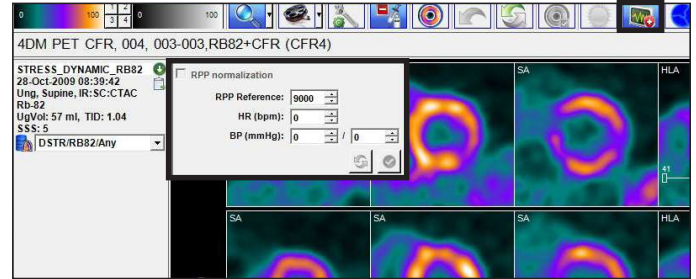 0 100 1 2 0 100
3 4
4DM PET CFR, 004, 003-003,RB82+CFR (CFR4)
STRESS_DYNAMIC_RB82
28-Oct-2009 08:39:42
Ung, Supine, IR:SC:CTAC
Rb-82
UgVol: 57 ml, TID: 1.04
SSS: 5
DSTR/RB82/Any
RPP normalization
RPP Reference: 9000
HR (bpm): 0
BP (mmHg): 0 / 0
SA HLA
41
SA SA SA HLA